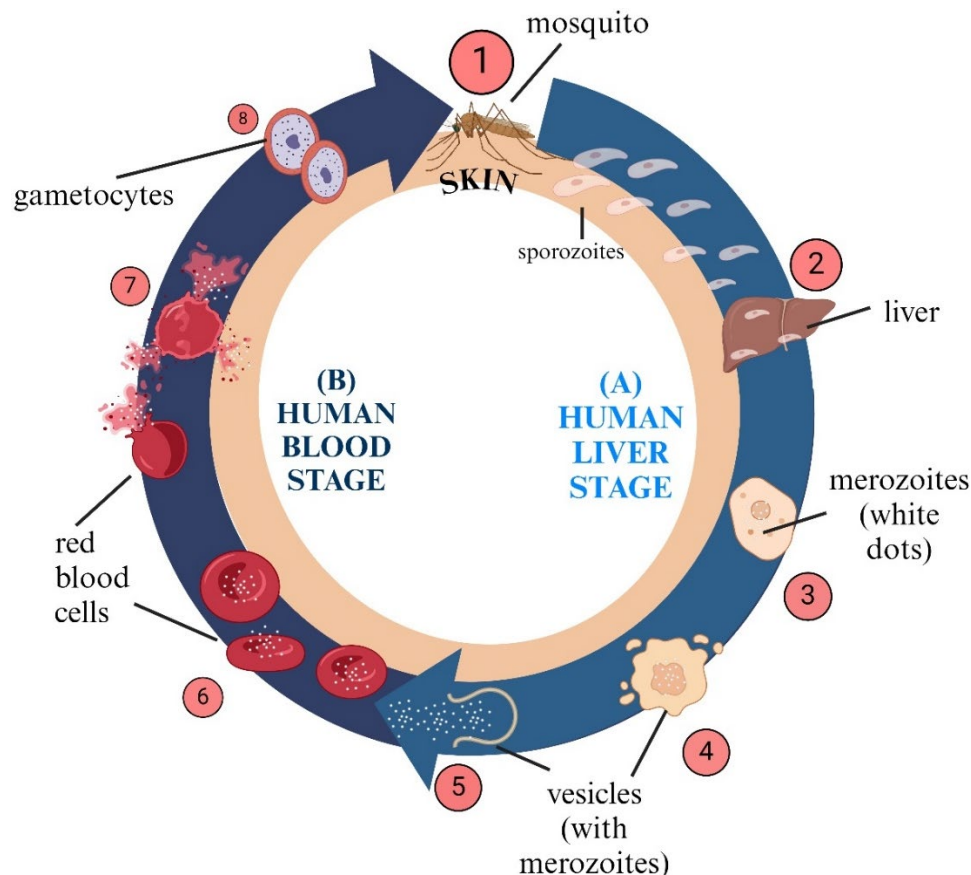 mosquito
1
SKIN
sporozoites
2
liver
(A)
HUMAN
LIVER
STAGE
merozoites
(white
dots)
3
4
vesicles
(with
merozoites)
5
6
red
blood
cells
7
(B)
HUMAN
BLOOD
STAGE
8
gametocytes